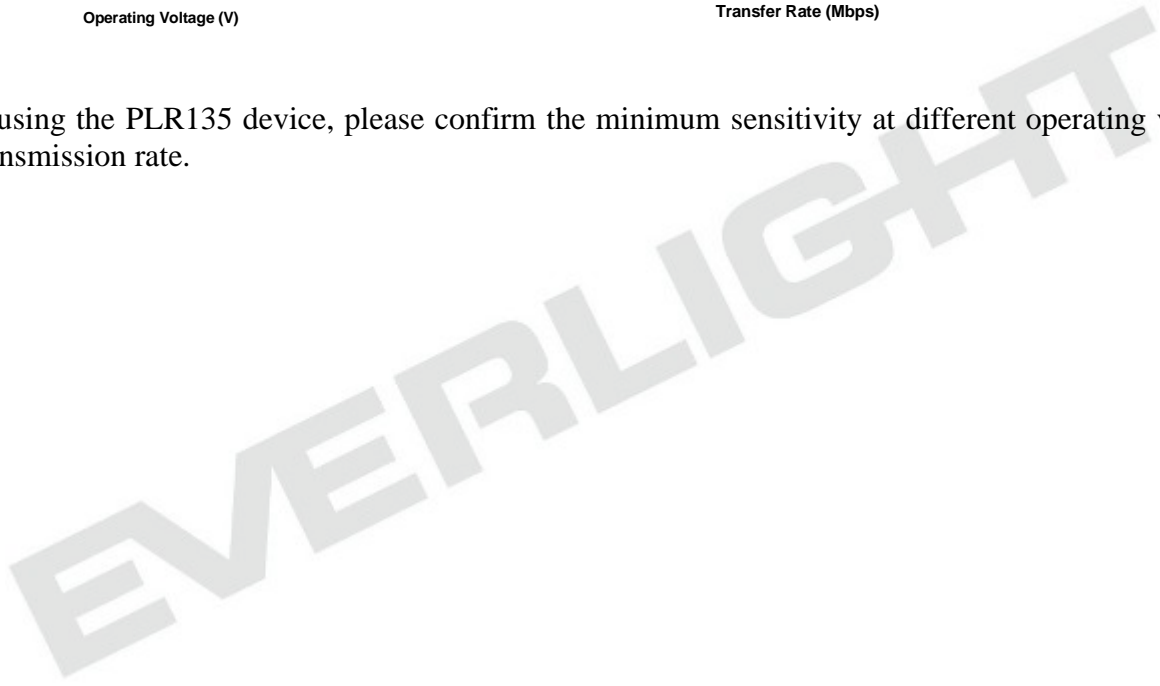 Operating Voltage (V)
Transfer Rate (Mbps)
using the PLR135 device, please confirm the minimum sensitivity at different operating
nsmission rate.
EVERLIGHT